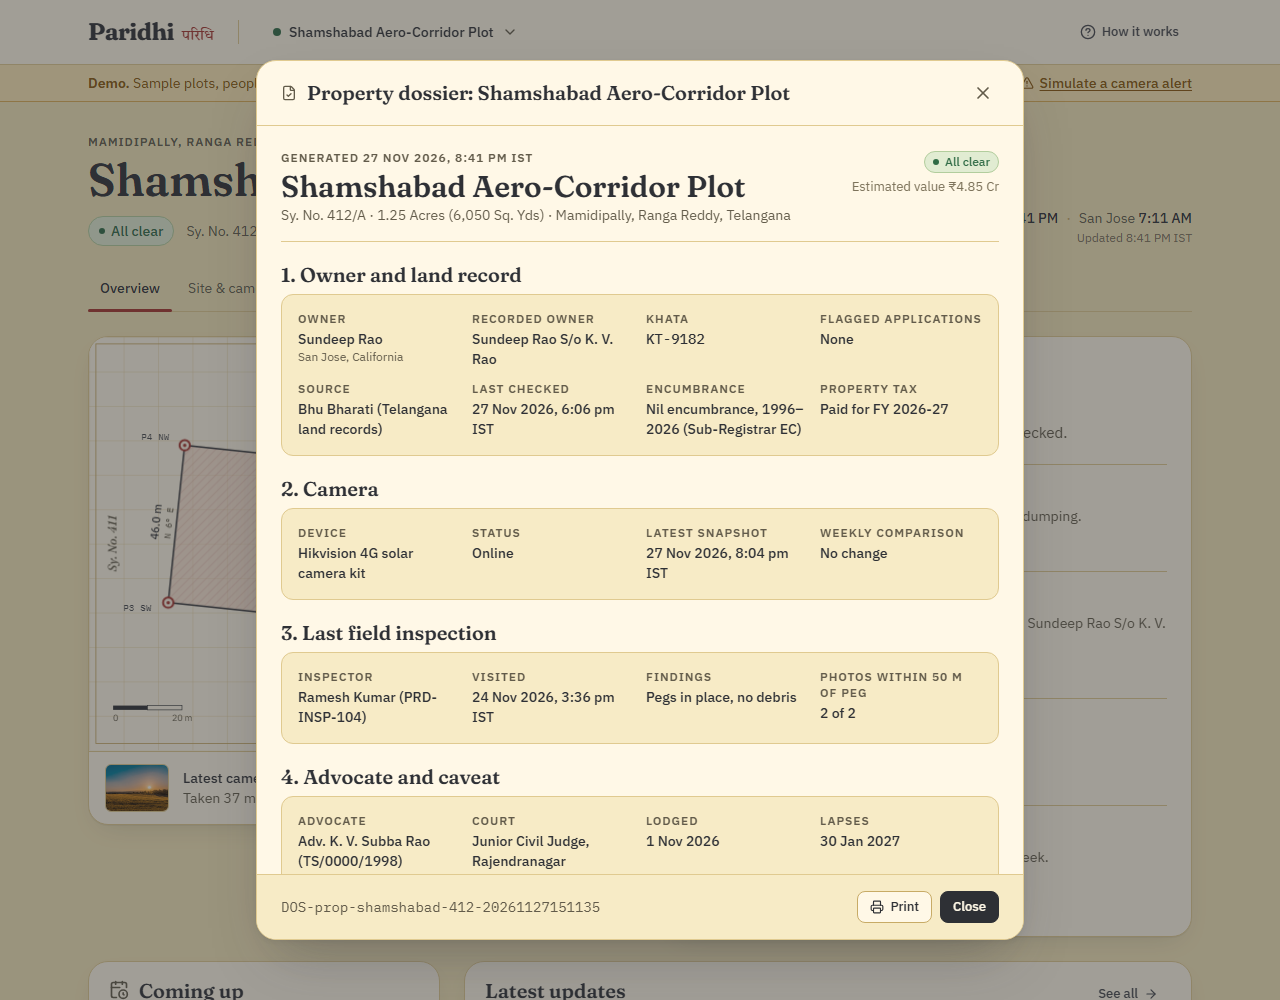 Paridhi परिधि
Shamshabad Aero-Corridor Plot
How it works
Demo. Sample plots, peopl
Simulate a camera alert
MAMIDIPALLY, RANGA RE
Shamsh
All clear
Sy. No. 412
41 PM · San Jose 7:11 AM
Updated 8:41 PM IST
Overview
Site & cam
P4 NW
46.0 m
N 6° E
Sy. No. 411
P3 SW
0 20 m
Latest came
Taken 37 m
ecked.
dumping.
Sundeep Rao S/o K. V.
eek.
Coming up
Latest updates
See all
Property dossier: Shamshabad Aero-Corridor Plot
GENERATED 27 NOV 2026, 8:41 PM IST
All clear
Shamshabad Aero-Corridor Plot
Estimated value ₹4.85 Cr
Sy. No. 412/A · 1.25 Acres (6,050 Sq. Yds) · Mamidipally, Ranga Reddy, Telangana
1. Owner and land record
OWNER
Sundeep Rao
San Jose, California
RECORDED OWNER
Sundeep Rao S/o K. V.
Rao
KHATA
KT-9182
FLAGGED APPLICATIONS
None
SOURCE
Bhu Bharati (Telangana
land records)
LAST CHECKED
27 Nov 2026, 6:06 pm
IST
ENCUMBRANCE
Nil encumbrance, 1996–
2026 (Sub-Registrar EC)
PROPERTY TAX
Paid for FY 2026-27
2. Camera
DEVICE
Hikvision 4G solar
camera kit
STATUS
Online
LATEST SNAPSHOT
27 Nov 2026, 8:04 pm
IST
WEEKLY COMPARISON
No change
3. Last field inspection
INSPECTOR
Ramesh Kumar (PRD-
INSP-104)
VISITED
24 Nov 2026, 3:36 pm
IST
FINDINGS
Pegs in place, no debris
PHOTOS WITHIN 50 M
OF PEG
2 of 2
4. Advocate and caveat
ADVOCATE
Adv. K. V. Subba Rao
(TS/0000/1998)
COURT
Junior Civil Judge,
Rajendranagar
LODGED
1 Nov 2026
LAPSES
30 Jan 2027
DOS-prop-shamshabad-412-20261127151135
Print
Close